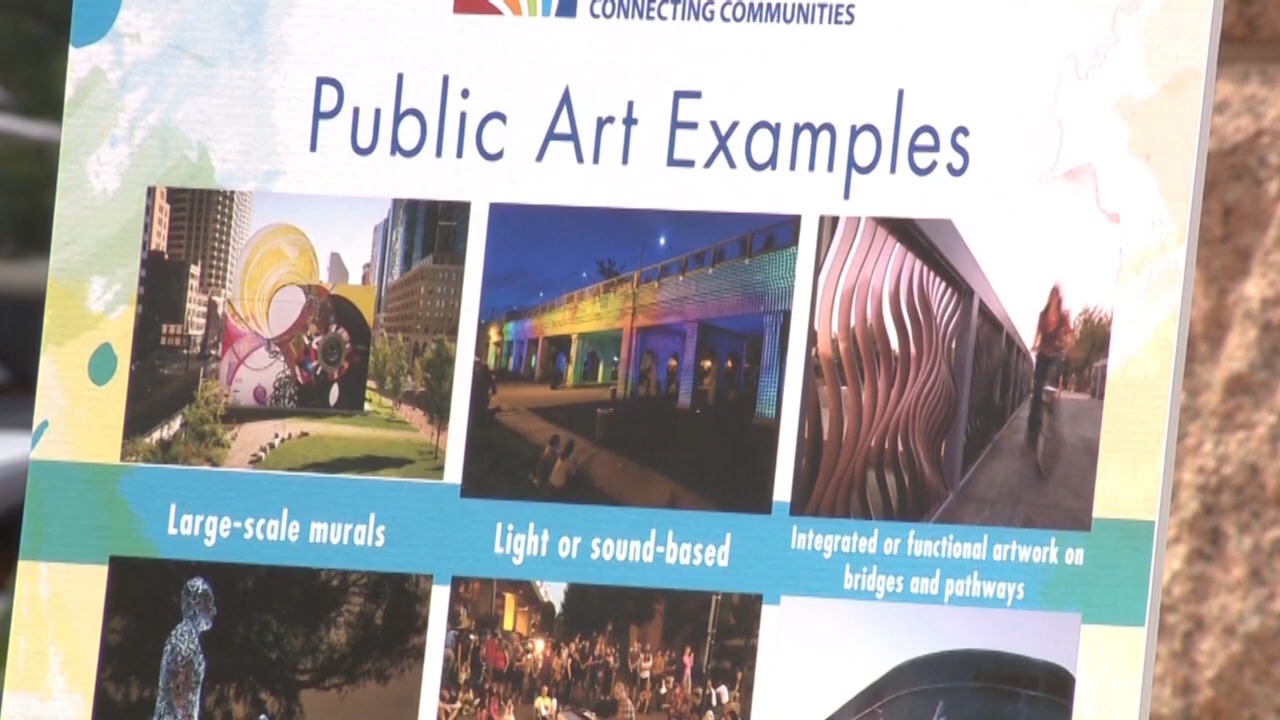 CONNECTING COMMUNITIES
Public Art Examples
Large-scale murals
Light or sound-based
Integrated or functional artwork on
bridges and pathways